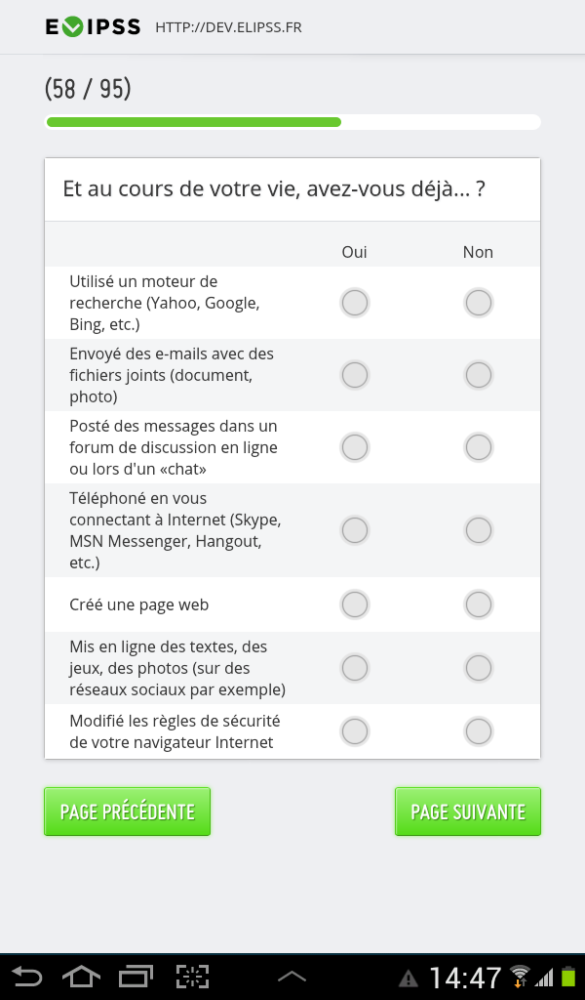 ELIPSS HTTP://DEV.ELIPSS.FR
(58 / 95)
Et au cours de votre vie, avez-vous déjà... ?
Oui Non
Utilisé un moteur de
recherche (Yahoo, Google,
Bing, etc.)
Envoyé des e-mails avec des
fichiers joints (document,
photo)
Posté des messages dans un
forum de discussion en ligne
ou lors d'un «chat»
Téléphoné en vous
connectant à Internet (Skype,
MSN Messenger, Hangout,
etc.)
Créé une page web
Mis en ligne des textes, des
jeux, des photos (sur des
réseaux sociaux par exemple)
Modifié les règles de sécurité
de votre navigateur Internet
PAGE PRÉCÉDENTE PAGE SUIVANTE
14:47